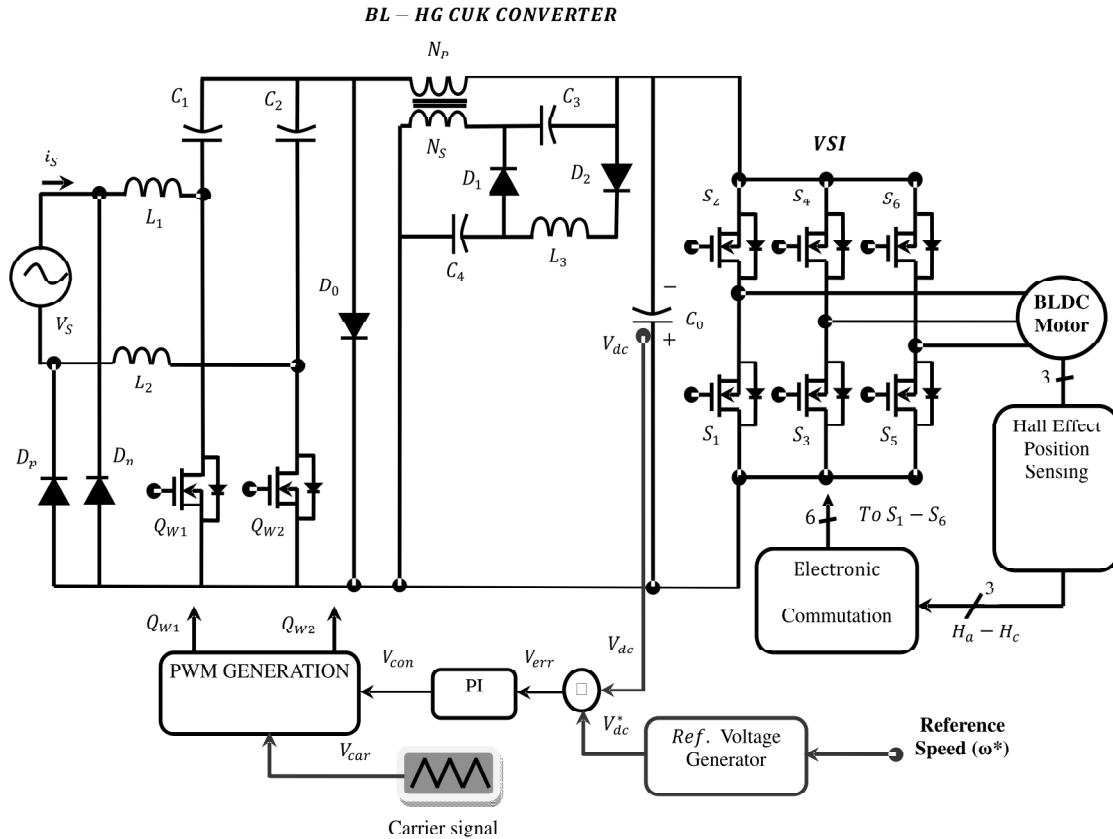 BL – HG CUK CONVERTER
N_P
C_1
C_2
C_3
N_S
VSI
i_S
D_1
D_2
S_2
S_4
S_6
L_1
C_4
L_3
D_0
V_S
−
C_0
+
V_dc
BLDC
Motor
L_2
3
S_1
S_3
S_5
Hall Effect
Position
Sensing
D_p
D_n
Q_W1
Q_W2
6
To S_1 − S_6
Electronic
Commutation
3
H_a − H_c
Q_W1
Q_W2
PWM GENERATION
V_con
PI
V_err
V_dc
V_dc^*
Ref. Voltage
Generator
Reference
Speed (ω*)
V_car
Carrier signal